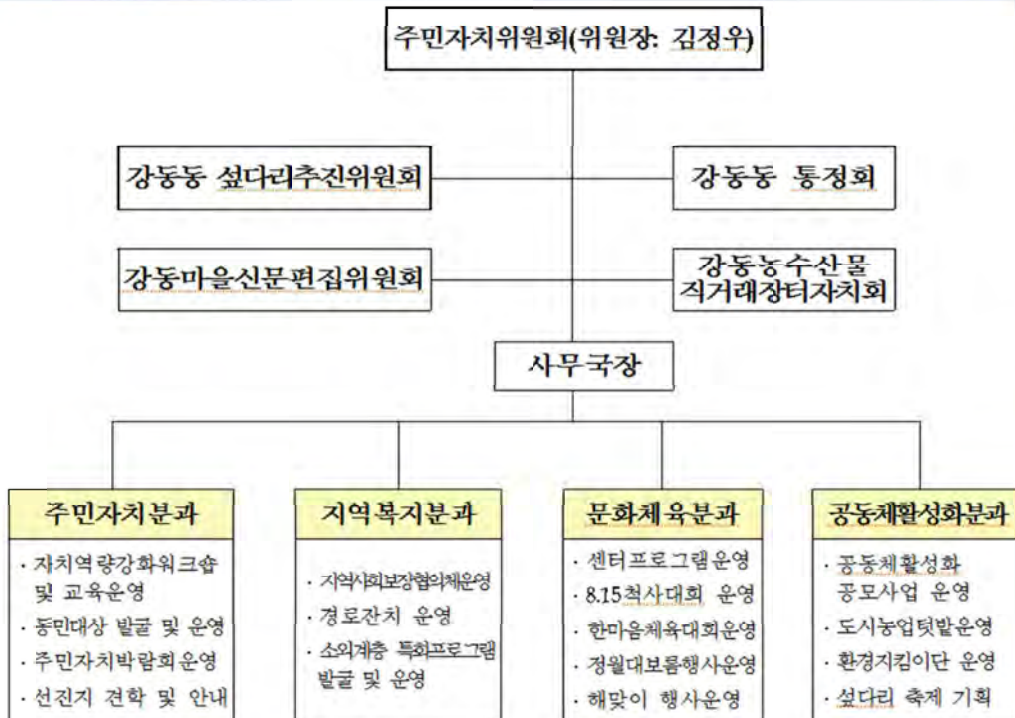 주민자치위원회(위원장: 김정우)
강동동 섶다리추진위원회
강동동 통정회
강동마을신문편집위원회
강동농수산물
직거래장터자치회
사무국장
주민자치분과
· 자치역량강화워크숍
및 교육운영
· 동민대상 발굴 및 운영
· 주민자치박람회운영
· 선진지 견학 및 안내
지역복지분과
· 지역사회보장협의체운영
· 경로잔치 운영
· 소외계층 특화프로그램
발굴 및 운영
문화체육분과
· 센터프로그램운영
· 8.15척사대회 운영
· 한마음체육대회운영
· 정월대보름행사운영
· 해맞이 행사운영
공동체활성화분과
· 공동체활성화
공모사업 운영
· 도시농업텃밭운영
· 환경지킴이단 운영
· 섶다리 축제 기획